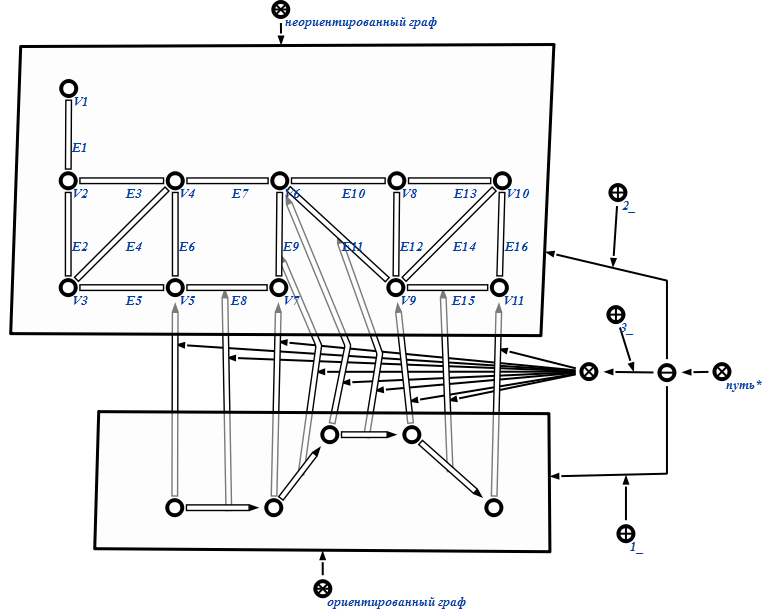 неориентированный граф
V1
E1
V2 E3 V4 E7 6 E10 V8 E13 V10
2_
E2 E4 E6 E9 E11 E12 E14 E16
V3 E5 V5 E8 V7 V9 E15 V11
3_
путь*
1_
ориентированный граф